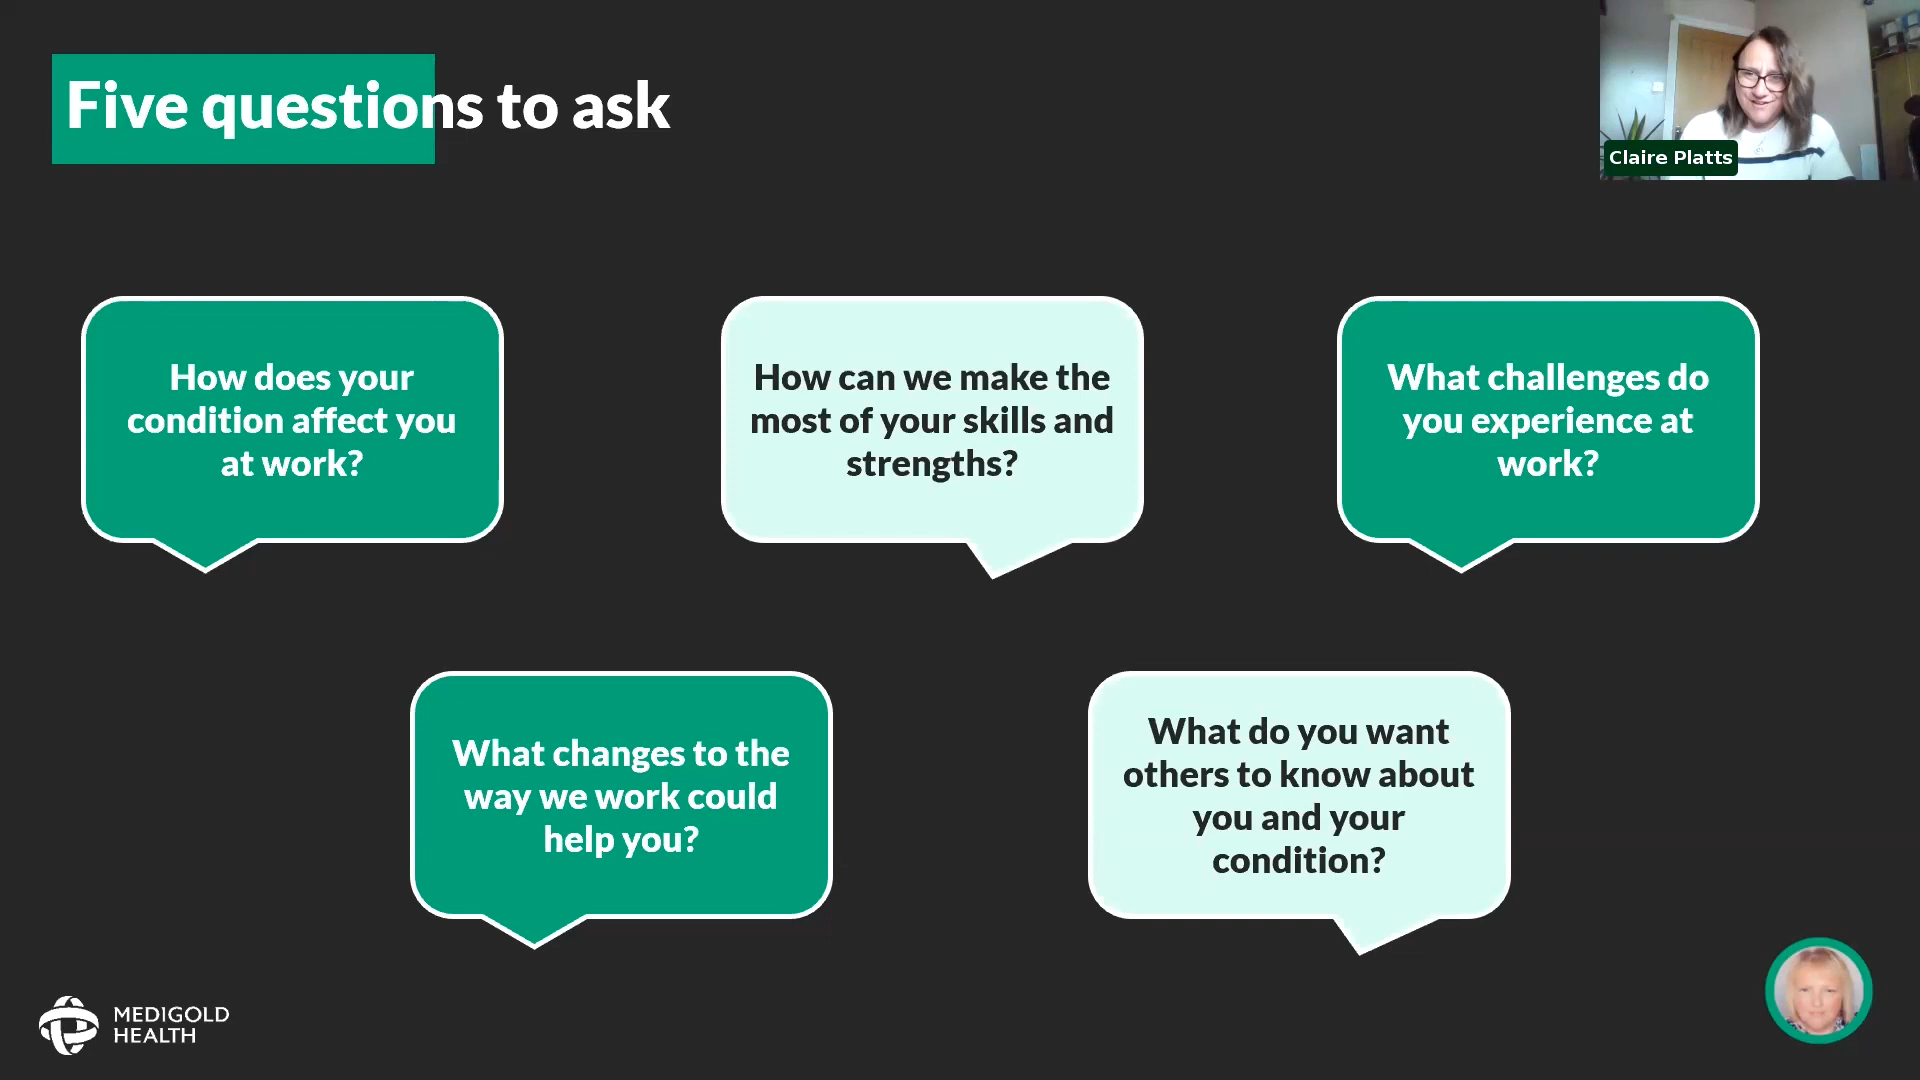 Five questions to ask
Claire Platts
How does your
condition affect you
at work?
How can we make the
most of your skills and
strengths?
What challenges do
you experience at
work?
What changes to the
way we work could
help you?
What do you want
others to know about
you and your
condition?
MEDIGOLD
HEALTH